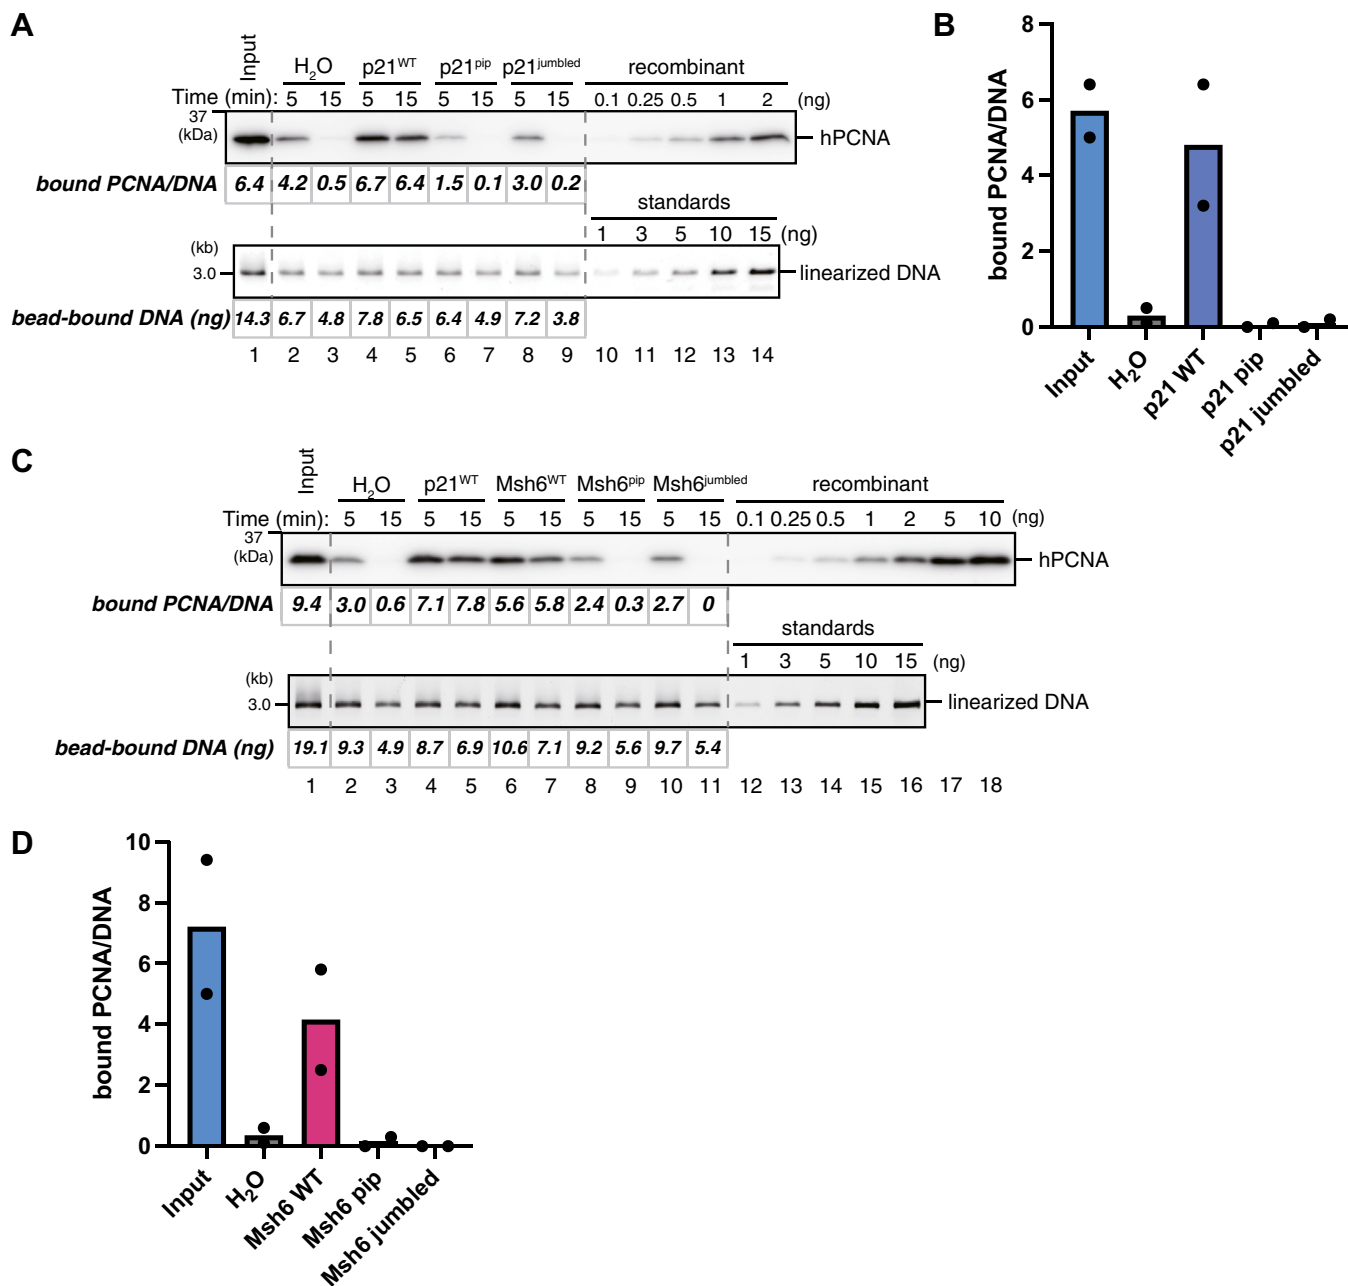 A
Input
H₂O p21ᵂᵀ p21ᵖⁱᵖ p21ʲᵘᵐᵇˡᵉᵈ recombinant
Time (min): 5 15 5 15 5 15 5 15 0.1 0.25 0.5 1 2 (ng)
37
(kDa)
hPCNA
bound PCNA/DNA 6.4 4.2 0.5 6.7 6.4 1.5 0.1 3.0 0.2
standards
1 3 5 10 15 (ng)
(kb)
3.0
linearized DNA
bead-bound DNA (ng) 14.3 6.7 4.8 7.8 6.5 6.4 4.9 7.2 3.8
1 2 3 4 5 6 7 8 9 10 11 12 13 14
B
bound PCNA/DNA
8
6
4
2
0
Input
H₂O
p21 WT
p21 pip
p21 jumbled
C
Input
H₂O p21ᵂᵀ Msh6ᵂᵀ Msh6ᵖⁱᵖ Msh6ʲᵘᵐᵇˡᵉᵈ recombinant
Time (min): 5 15 5 15 5 15 5 15 5 15 0.1 0.25 0.5 1 2 5 10 (ng)
37
(kDa)
hPCNA
bound PCNA/DNA 9.4 3.0 0.6 7.1 7.8 5.6 5.8 2.4 0.3 2.7 0
standards
1 3 5 10 15 (ng)
(kb)
3.0
linearized DNA
bead-bound DNA (ng) 19.1 9.3 4.9 8.7 6.9 10.6 7.1 9.2 5.6 9.7 5.4
1 2 3 4 5 6 7 8 9 10 11 12 13 14 15 16 17 18
D
bound PCNA/DNA
10
8
6
4
2
0
Input
H₂O
Msh6 WT
Msh6 pip
Msh6 jumbled